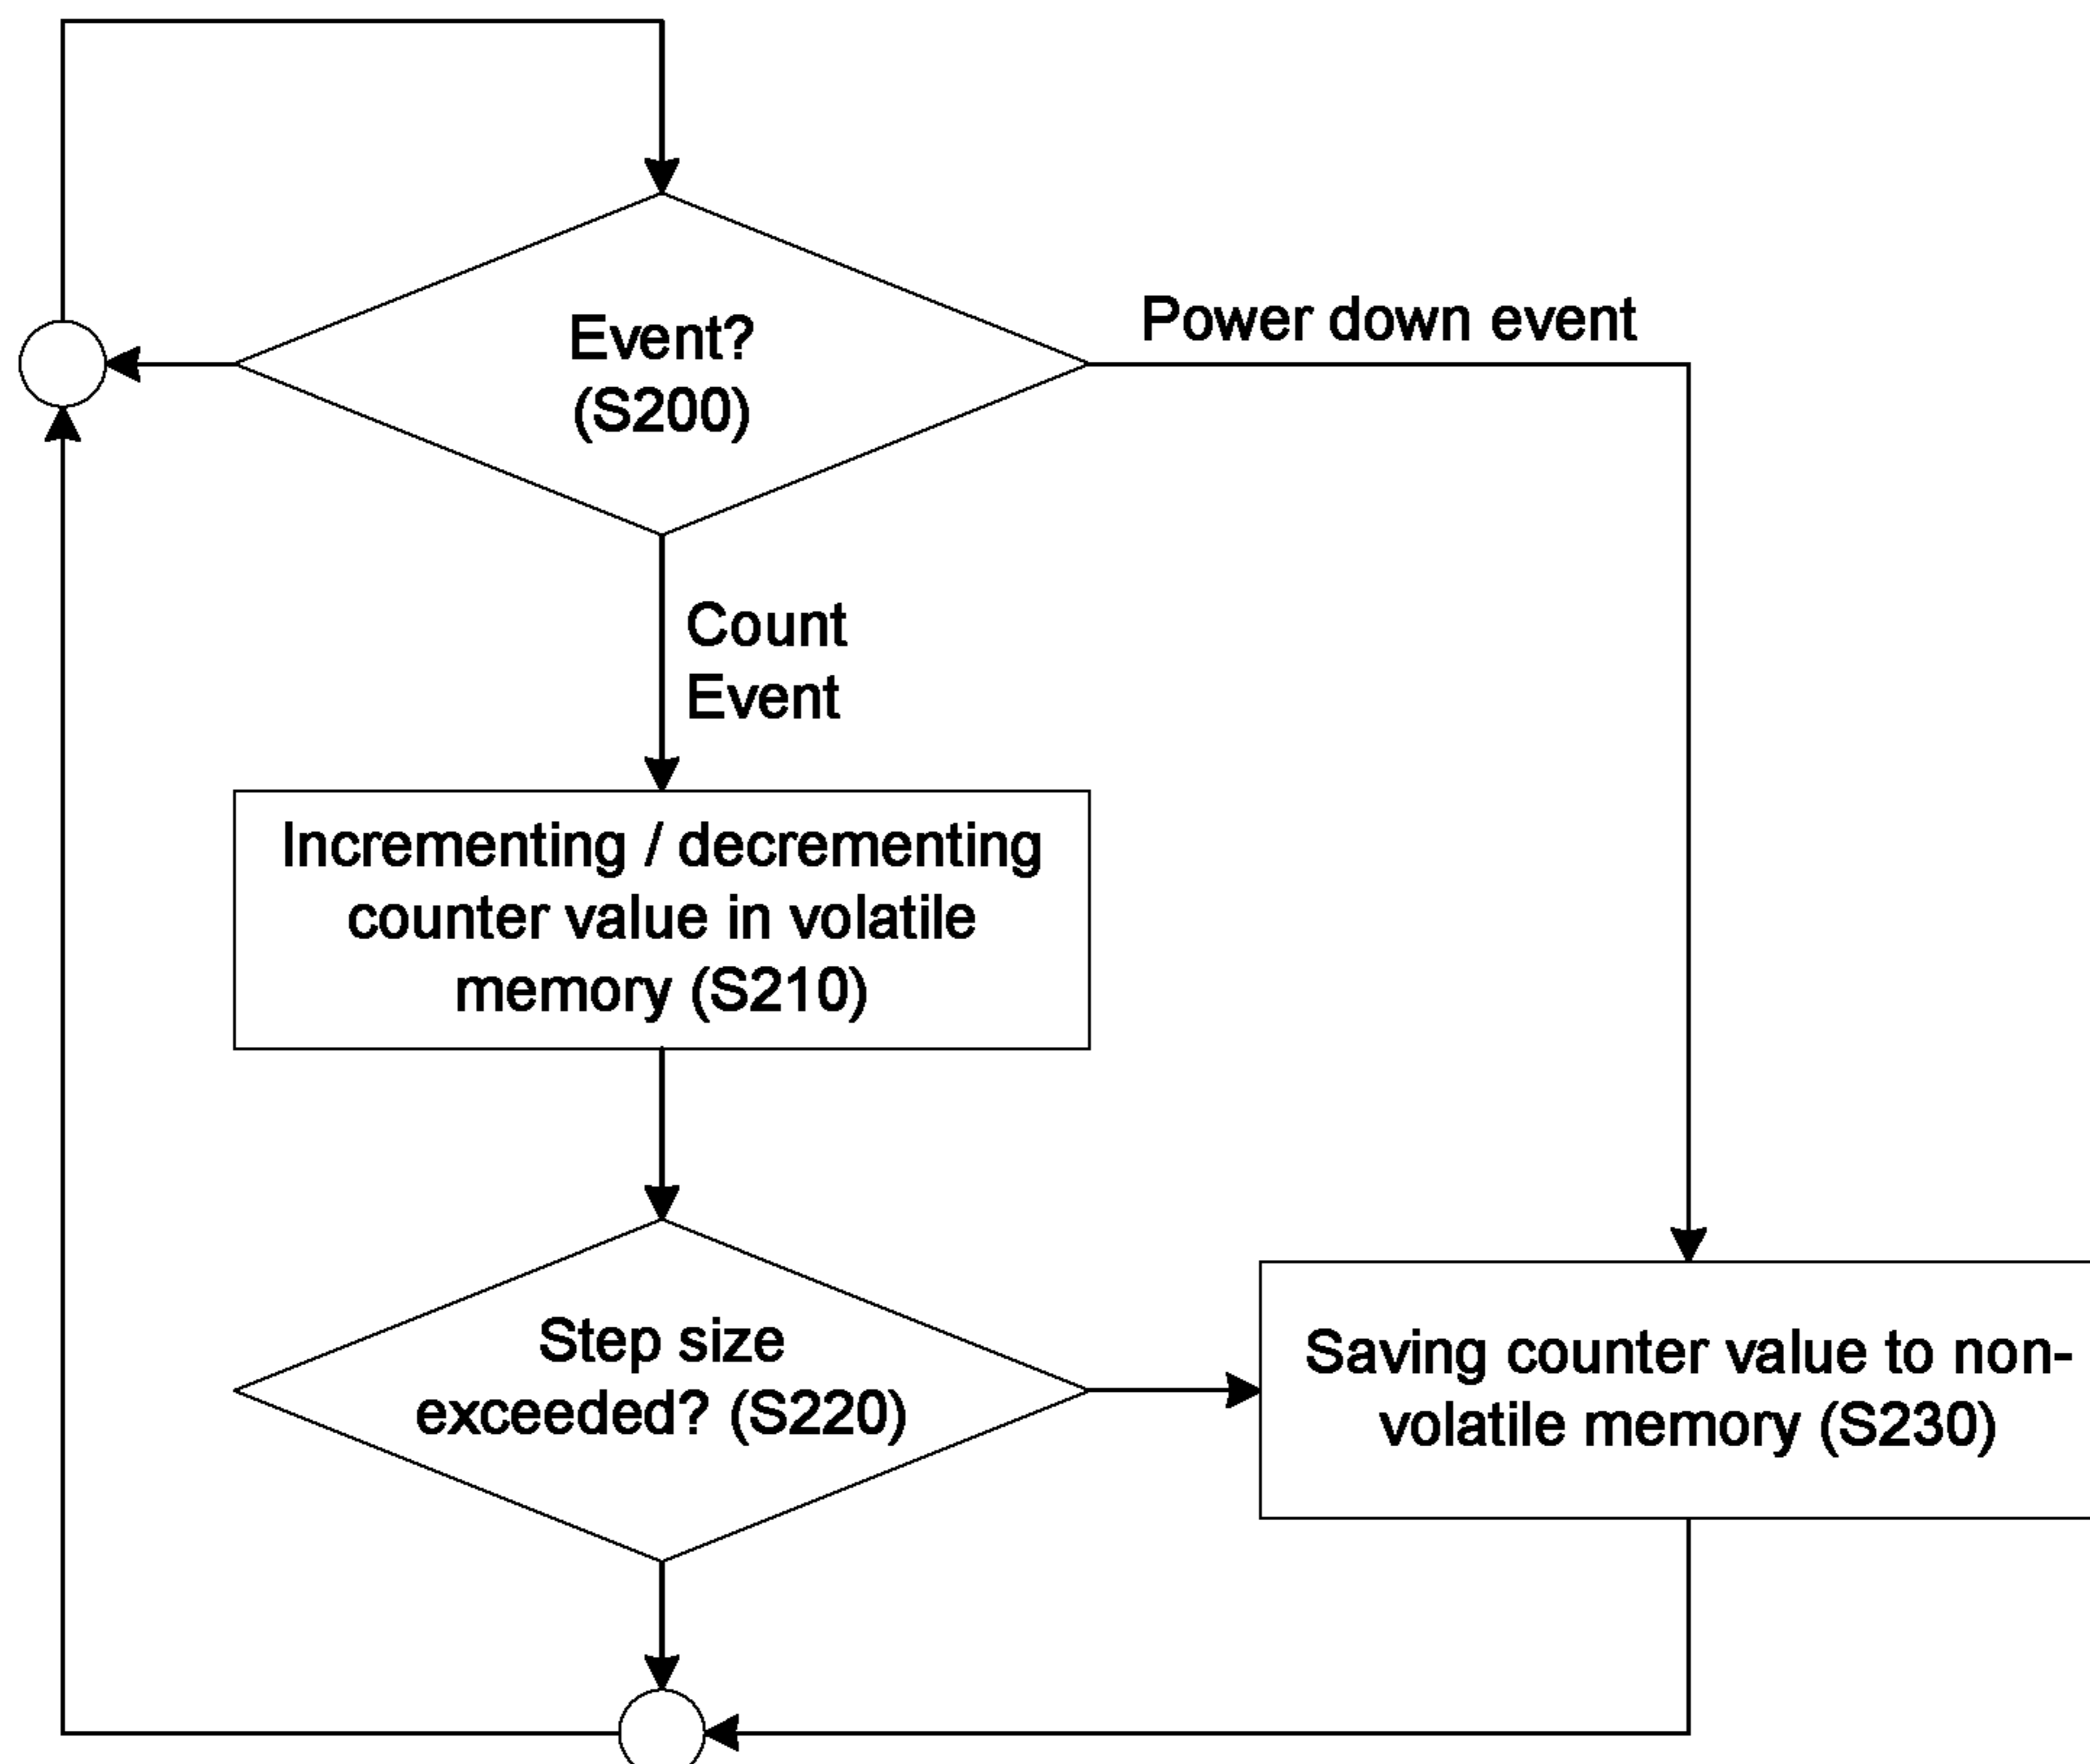 Event?
(S200)
Power down event
Count
Event
Incrementing / decrementing
counter value in volatile
memory (S210)
Step size
exceeded? (S220)
Saving counter value to non-
volatile memory (S230)